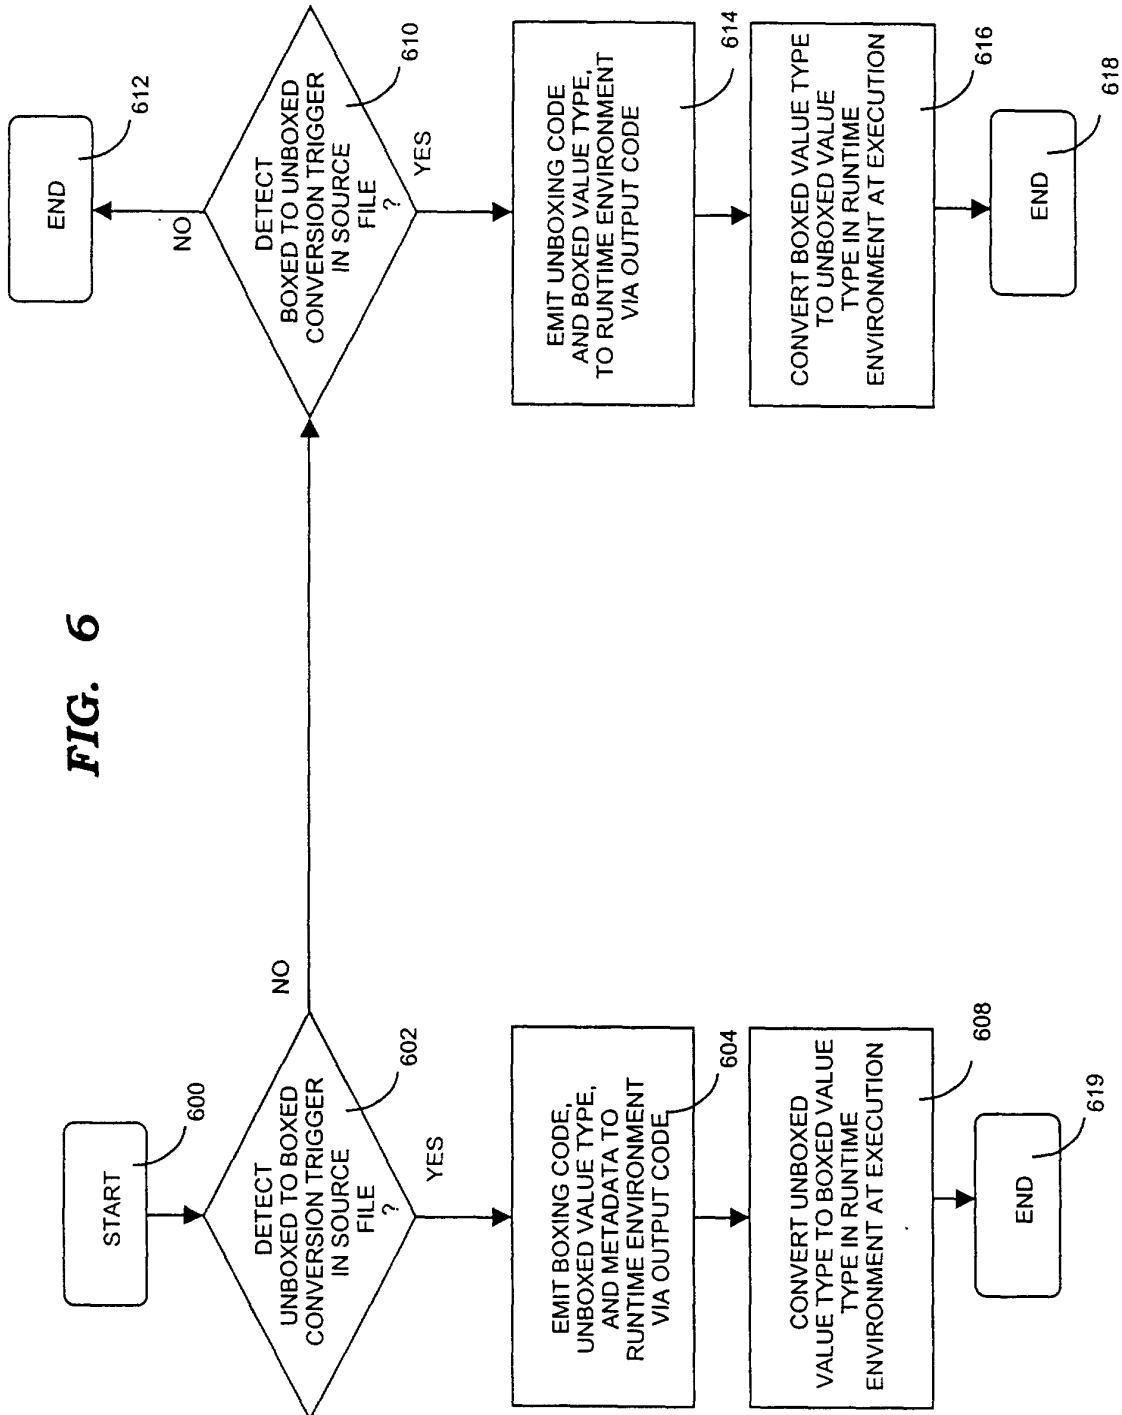 FIG. 6
START
600
DETECT
UNBOXED TO BOXED
CONVERSION TRIGGER
IN SOURCE
FILE
?
602
NO
YES
EMIT BOXING CODE,
UNBOXED VALUE TYPE,
AND METADATA TO
RUNTIME ENVIRONMENT
VIA OUTPUT CODE
604
CONVERT UNBOXED
VALUE TYPE TO BOXED VALUE
TYPE IN RUNTIME
ENVIRONMENT AT EXECUTION
608
END
619
DETECT
BOXED TO UNBOXED
CONVERSION TRIGGER
IN SOURCE
FILE
?
610
NO
END
612
YES
EMIT UNBOXING CODE
AND BOXED VALUE TYPE,
TO RUNTIME ENVIRONMENT
VIA OUTPUT CODE
614
CONVERT BOXED VALUE TYPE
TO UNBOXED VALUE
TYPE IN RUNTIME
ENVIRONMENT AT EXECUTION
616
END
618